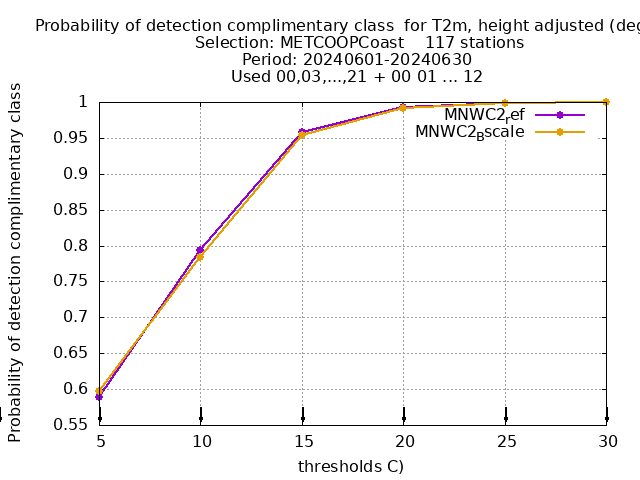 Probability of detection complimentary class  for T2m, height adjusted (deg
Selection: METCOOPCoast    117 stations
Period: 20240601-20240630
Used 00,03,...,21 + 00 01 ... 12
Probability of detection complimentary class
1
0.95
0.9
0.85
0.8
0.75
0.7
0.65
0.6
0.55
MNWC2ref
MNWC2Bscale
5 10 15 20 25 30
thresholds C)